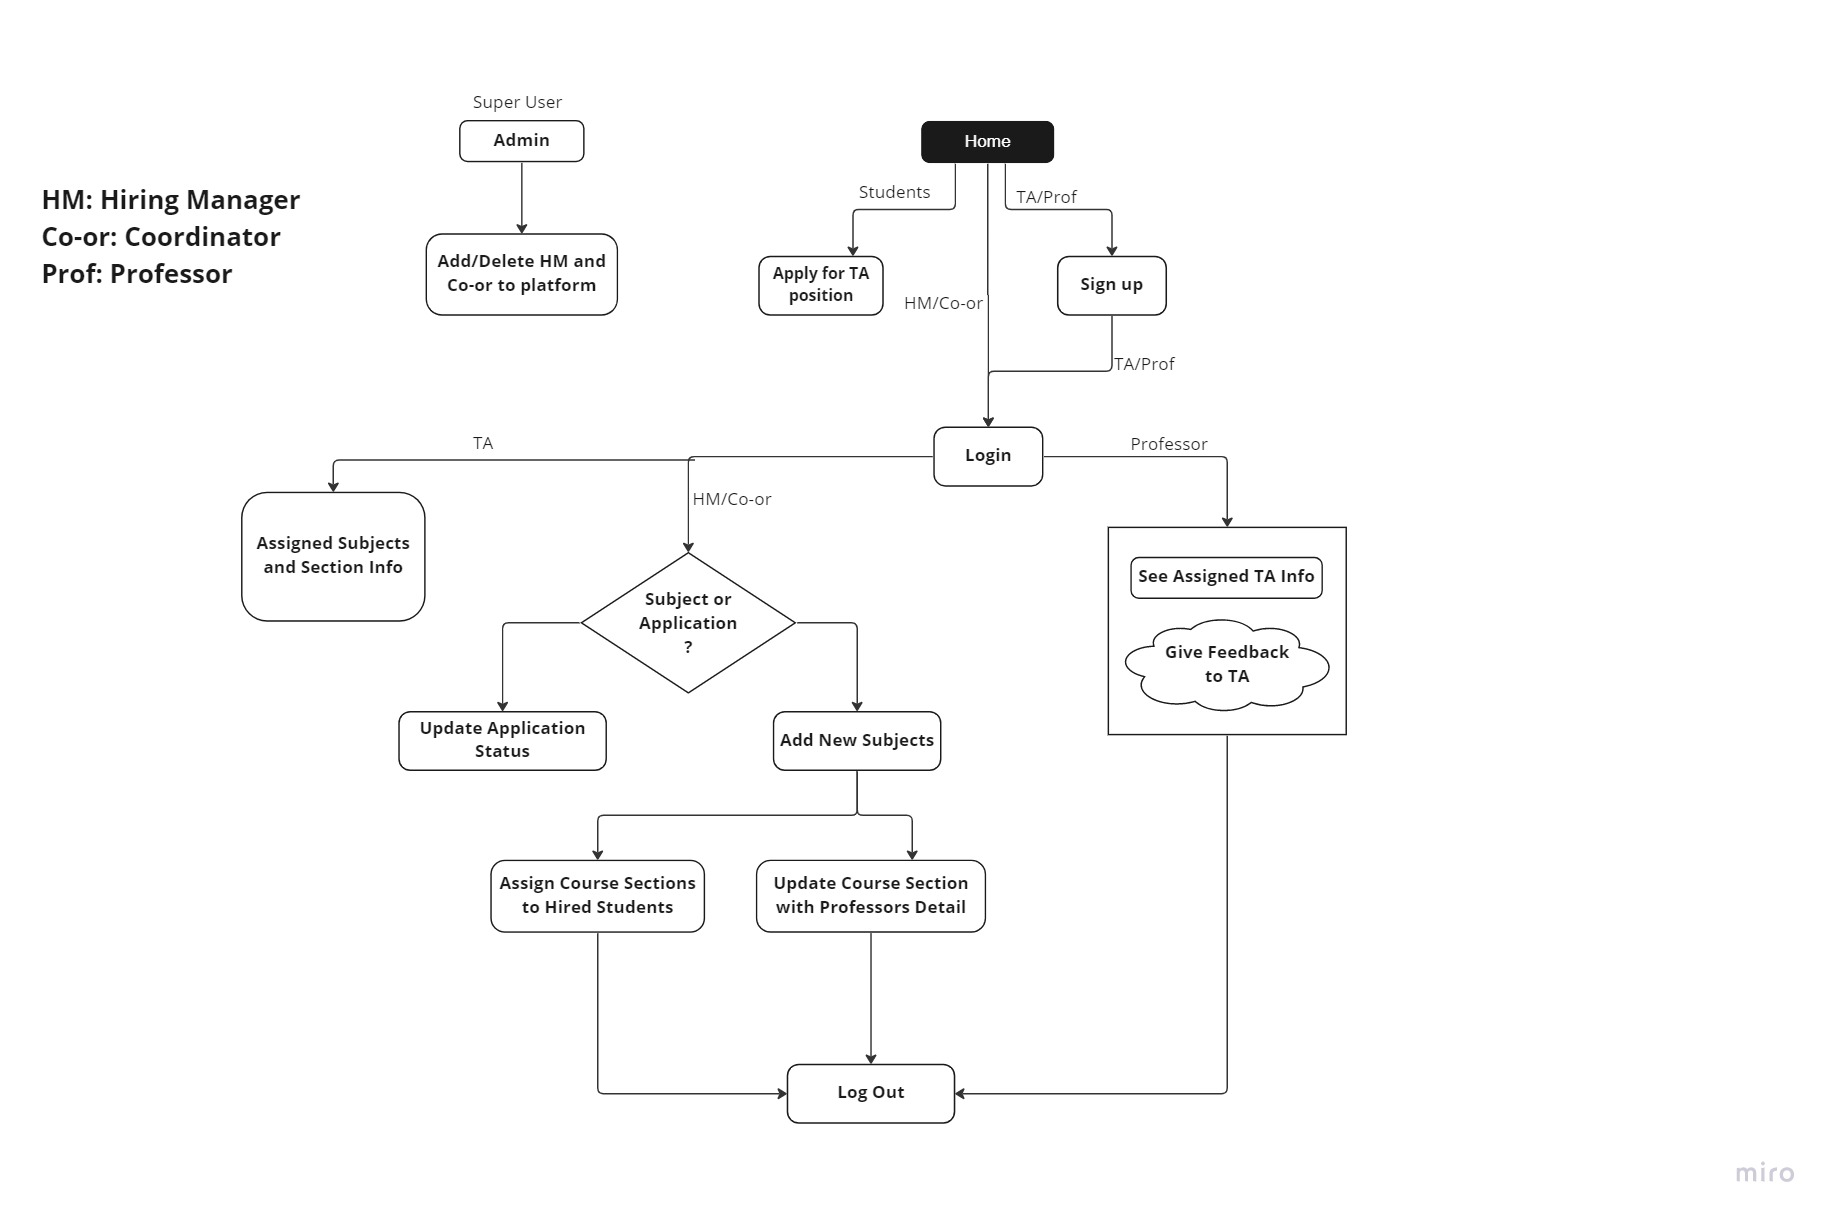 Super User
Admin
Home
HM: Hiring Manager
Co-or: Coordinator
Prof: Professor
Students
TA/Prof
Add/Delete HM and
Co-or to platform
Apply for TA
position
HM/Co-or
Sign up
TA/Prof
TA
Login
Professor
HM/Co-or
Assigned Subjects
and Section Info
Subject or
Application
?
See Assigned TA Info
Give Feedback
to TA
Update Application
Status
Add New Subjects
Assign Course Sections
to Hired Students
Update Course Section
with Professors Detail
Log Out
miro